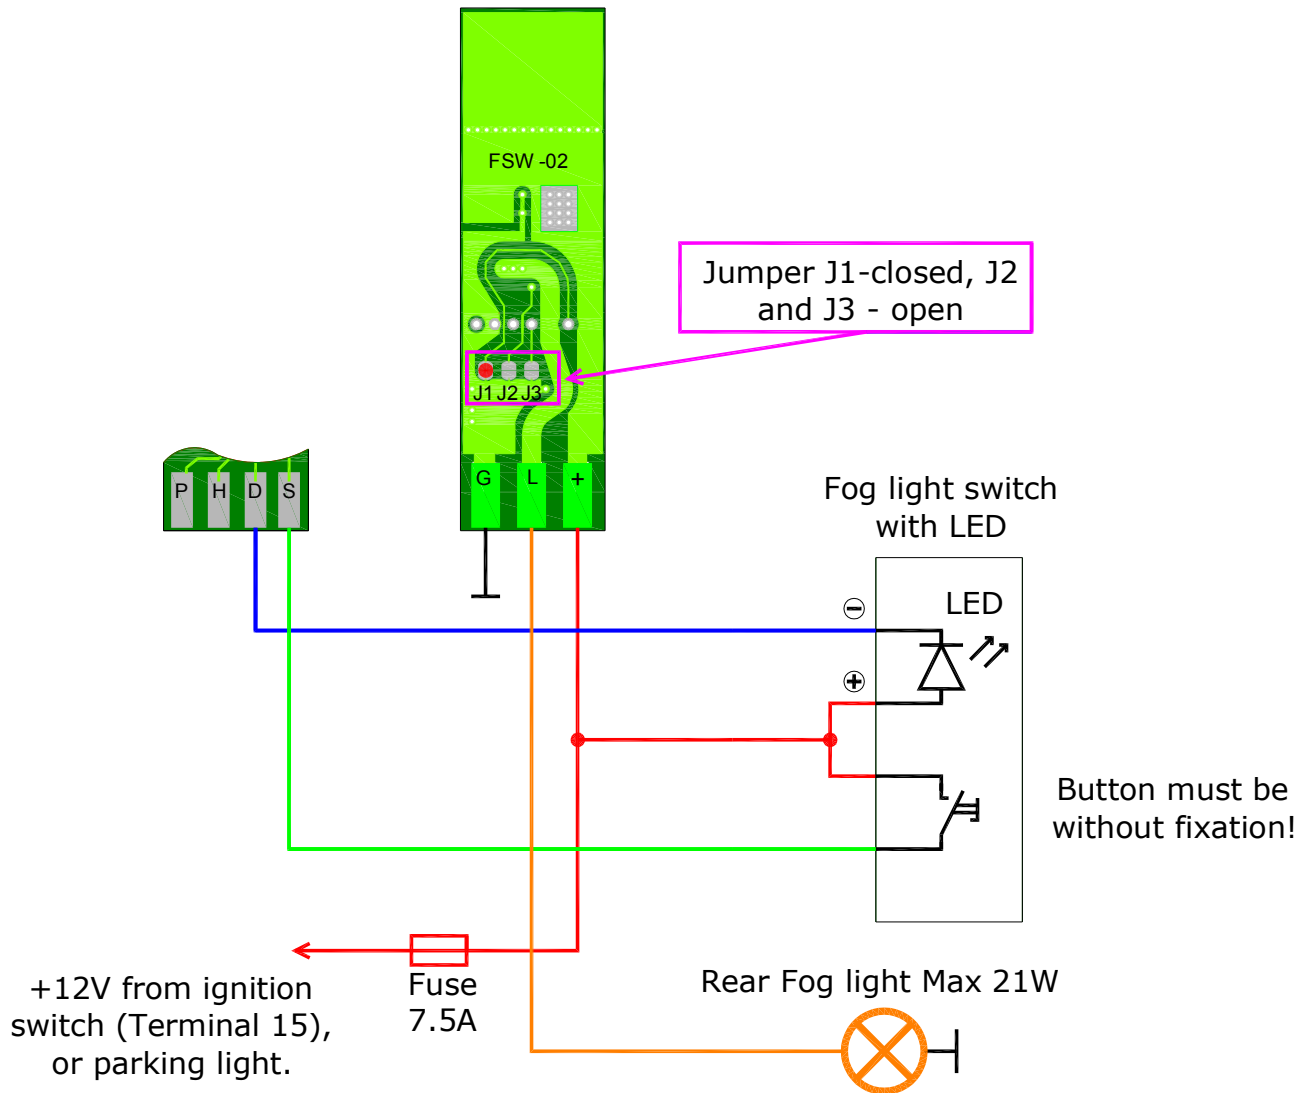 FSW -02
Jumper J1-closed, J2
and J3 - open
J1 J2 J3
P H D S
G L +
Fog light switch
with LED
LED
−
+
Button must be
without fixation!
Fuse
7.5A
+12V from ignition
switch (Terminal 15),
or parking light.
Rear Fog light Max 21W